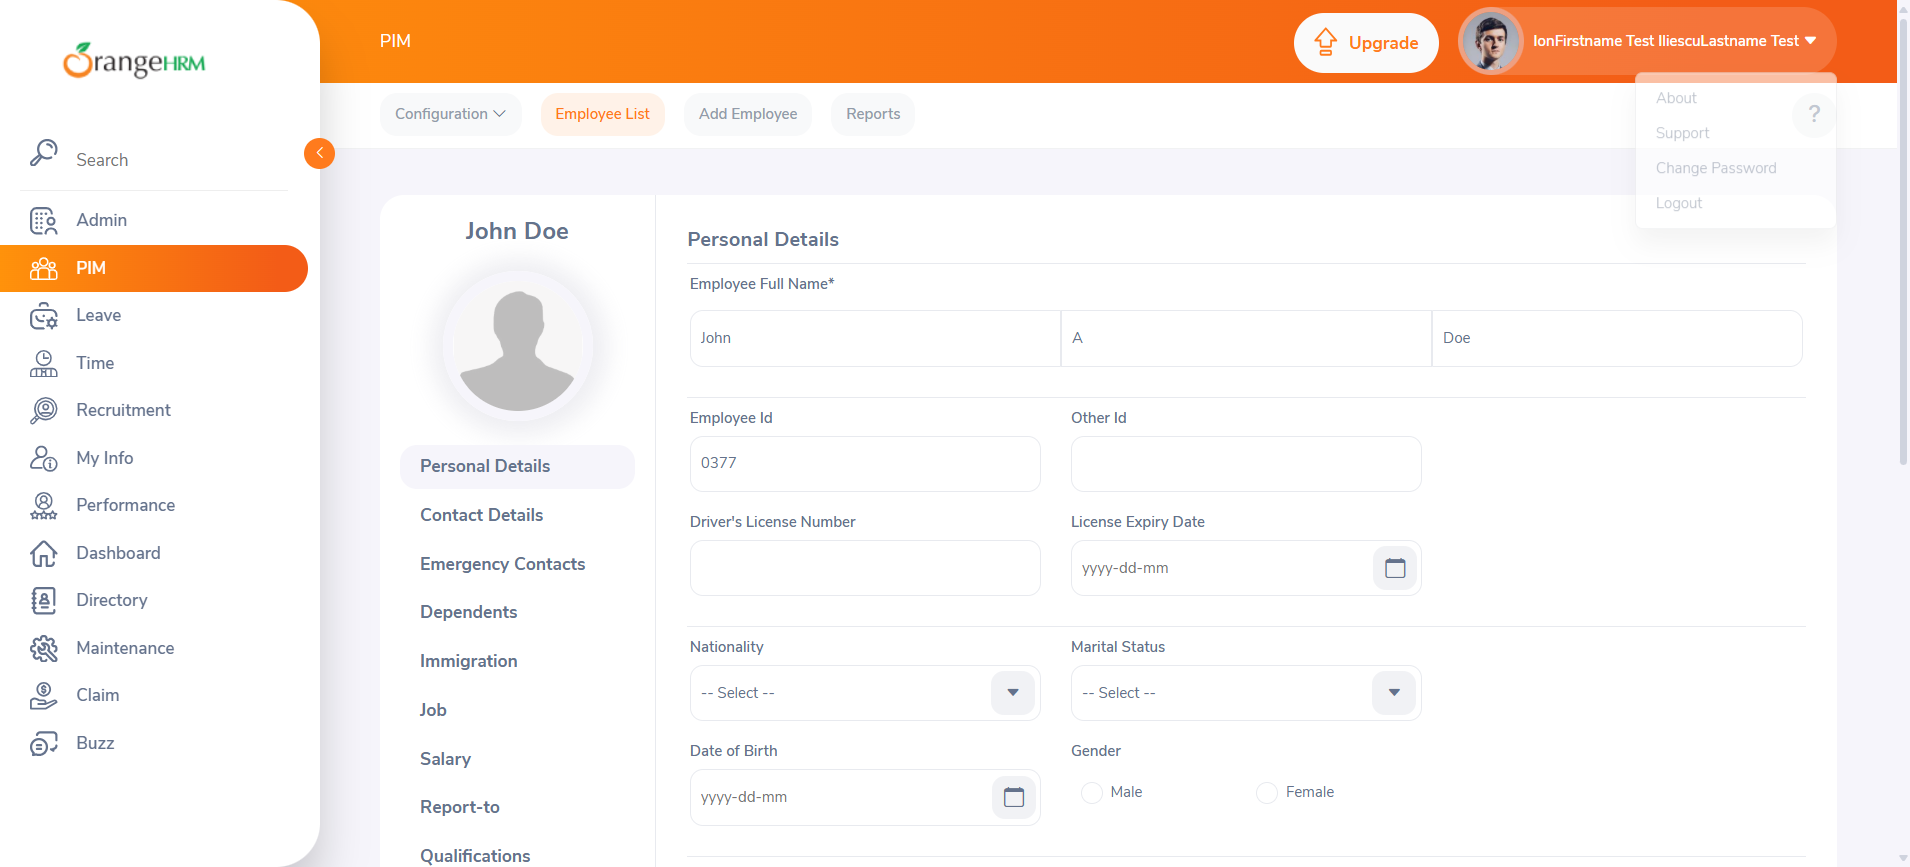 OrangeHRM
Search
Admin
PIM
Leave
Time
Recruitment
My Info
Performance
Dashboard
Directory
Maintenance
Claim
Buzz
PIM
Upgrade
IonFirstname Test IliescuLastname Test
About
Support
Change Password
Logout
?
Configuration
Employee List
Add Employee
Reports
John Doe
Personal Details
Contact Details
Emergency Contacts
Dependents
Immigration
Job
Salary
Report-to
Qualifications
Personal Details
Employee Full Name*
John A Doe
Employee Id Other Id
0377
Driver's License Number License Expiry Date
yyyy-dd-mm
Nationality Marital Status
-- Select -- -- Select --
Date of Birth Gender
yyyy-dd-mm Male Female